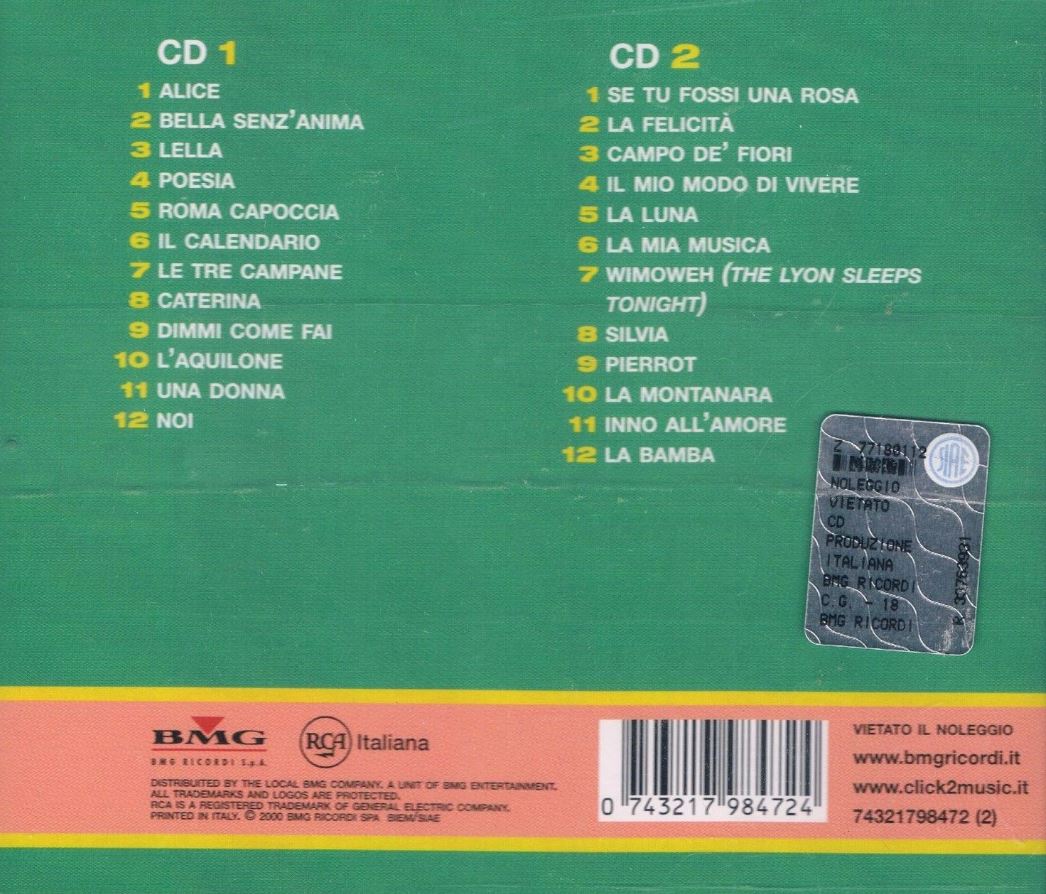 CD 1
1 ALICE
2 BELLA SENZ'ANIMA
3 LELLA
4 POESIA
5 ROMA CAPOCCIA
6 IL CALENDARIO
7 LE TRE CAMPANE
8 CATERINA
9 DIMMI COME FAI
10 L'AQUILONE
11 UNA DONNA
12 NOI
CD 2
1 SE TU FOSSI UNA ROSA
2 LA FELICITÀ
3 CAMPO DE' FIORI
4 IL MIO MODO DI VIVERE
5 LA LUNA
6 LA MIA MUSICA
7 WIMOWEH (THE LYON SLEEPS
TONIGHT)
8 SILVIA
9 PIERROT
10 LA MONTANARA
11 INNO ALL'AMORE
12 LA BAMBA
Z 77180112
SIAE
NOLEGGIO
VIETATO
CD
PRODUZIONE
ITALIANA
BMG RICORDI
C.G. - 18
BMG RICORDI
BMG
BMG RICORDI S.p.A.
RCA Italiana
DISTRIBUITED BY THE LOCAL BMG COMPANY. A UNIT OF BMG ENTERTAINMENT.
ALL TRADEMARKS AND LOGOS ARE PROTECTED.
RCA IS A REGISTERED TRADEMARK OF GENERAL ELECTRIC COMPANY.
PRINTED IN ITALY. © 2000 BMG RICORDI SPA BIEM/SIAE
0 743217 984724
VIETATO IL NOLEGGIO
www.bmgricordi.it
www.click2music.it
74321798472 (2)